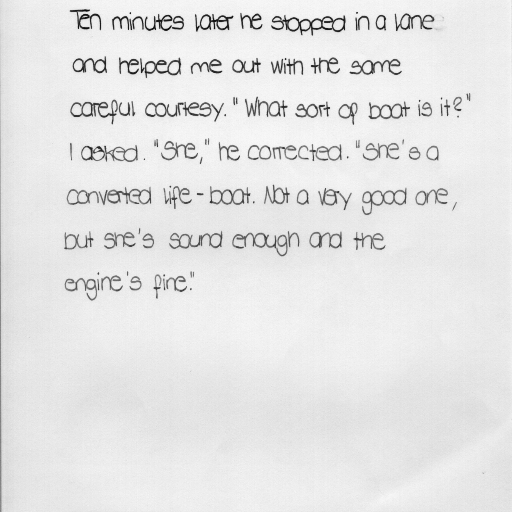 Ten minutes later he stopped in a lane
and helped me out with the same
careful courtesy. "What sort of boat is it?"
I asked. "She," he corrected. "She's a
converted life-boat. Not a very good one,
but she's sound enough and the
engine's fine."